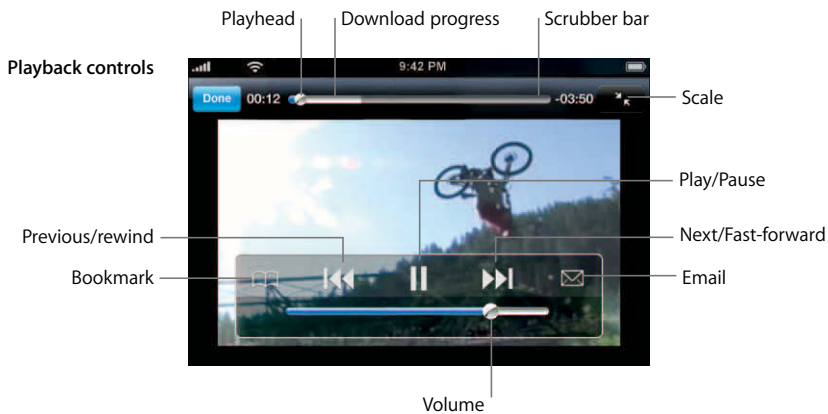 Playhead
Download progress
Scrubber bar
Playback controls
9:42 PM
Done
00:12
-03:50
Scale
Play/Pause
Previous/rewind
Next/Fast-forward
Bookmark
Email
Volume